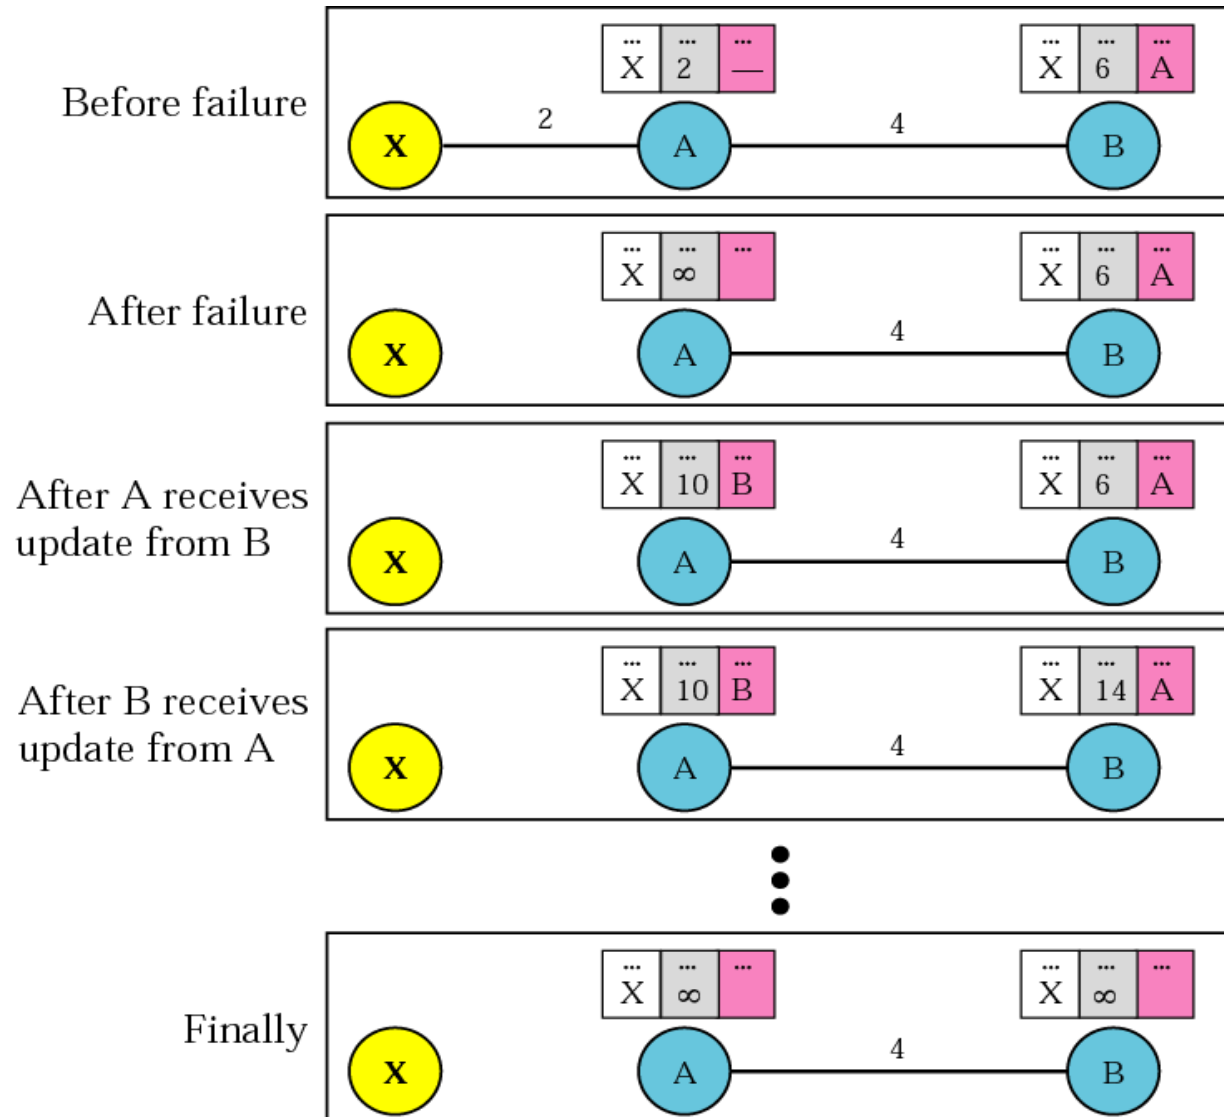 ... ... ... ... ... ...
X 2 — X 6 A
Before failure
2 4
X A B
... ... ... ... ... ...
X ∞ X 6 A
After failure
4
X A B
... ... ... ... ... ...
X 10 B X 6 A
After A receives
update from B
4
X A B
... ... ... ... ... ...
X 10 B X 14 A
After B receives
update from A
4
X A B
... ... ... ... ... ...
X ∞ X ∞
Finally
4
X A B